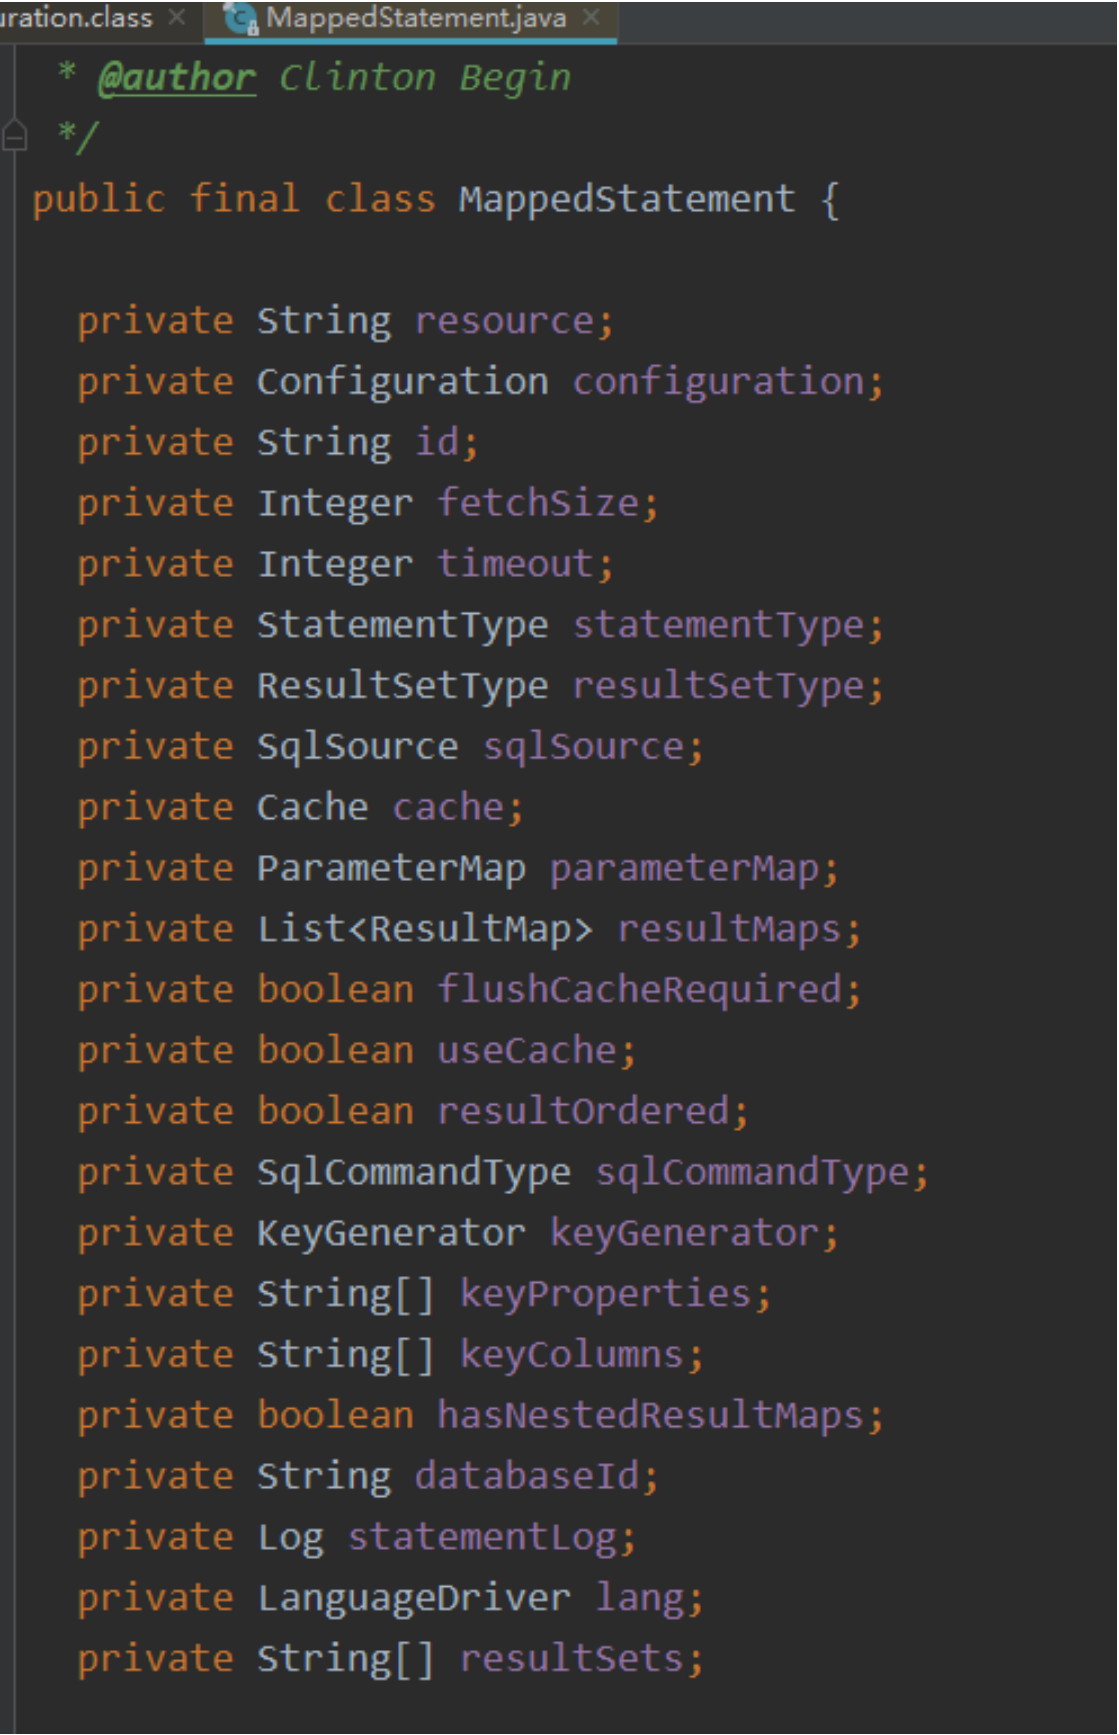 uration.class × MappedStatement.java ×
* @author Clinton Begin
*/
public final class MappedStatement {
private String resource;
private Configuration configuration;
private String id;
private Integer fetchSize;
private Integer timeout;
private StatementType statementType;
private ResultSetType resultSetType;
private SqlSource sqlSource;
private Cache cache;
private ParameterMap parameterMap;
private List<ResultMap> resultMaps;
private boolean flushCacheRequired;
private boolean useCache;
private boolean resultOrdered;
private SqlCommandType sqlCommandType;
private KeyGenerator keyGenerator;
private String[] keyProperties;
private String[] keyColumns;
private boolean hasNestedResultMaps;
private String databaseId;
private Log statementLog;
private LanguageDriver lang;
private String[] resultSets;